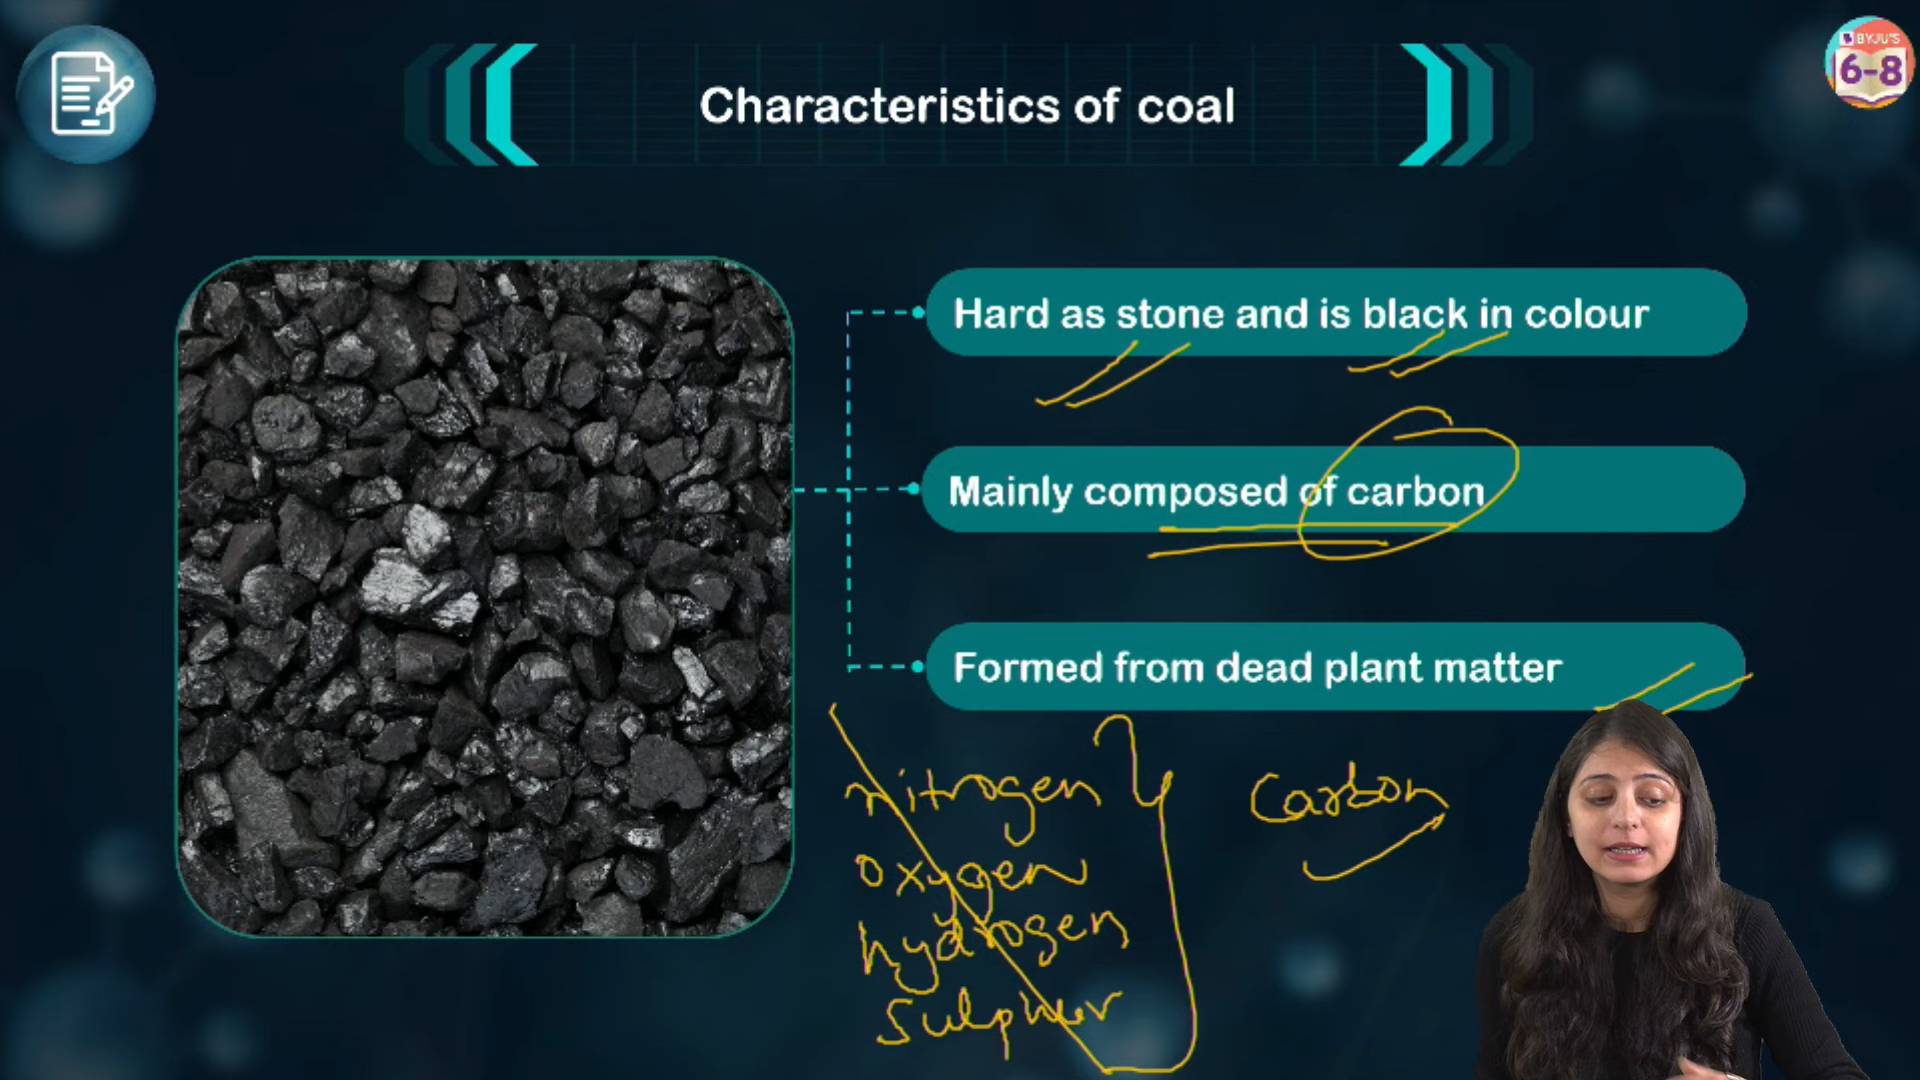 BYJU'S
6-8
Characteristics of coal
Hard as stone and is black in colour
Mainly composed of carbon
Formed from dead plant matter
nitrogen
oxygen
hydrogen
sulphur
Carbon